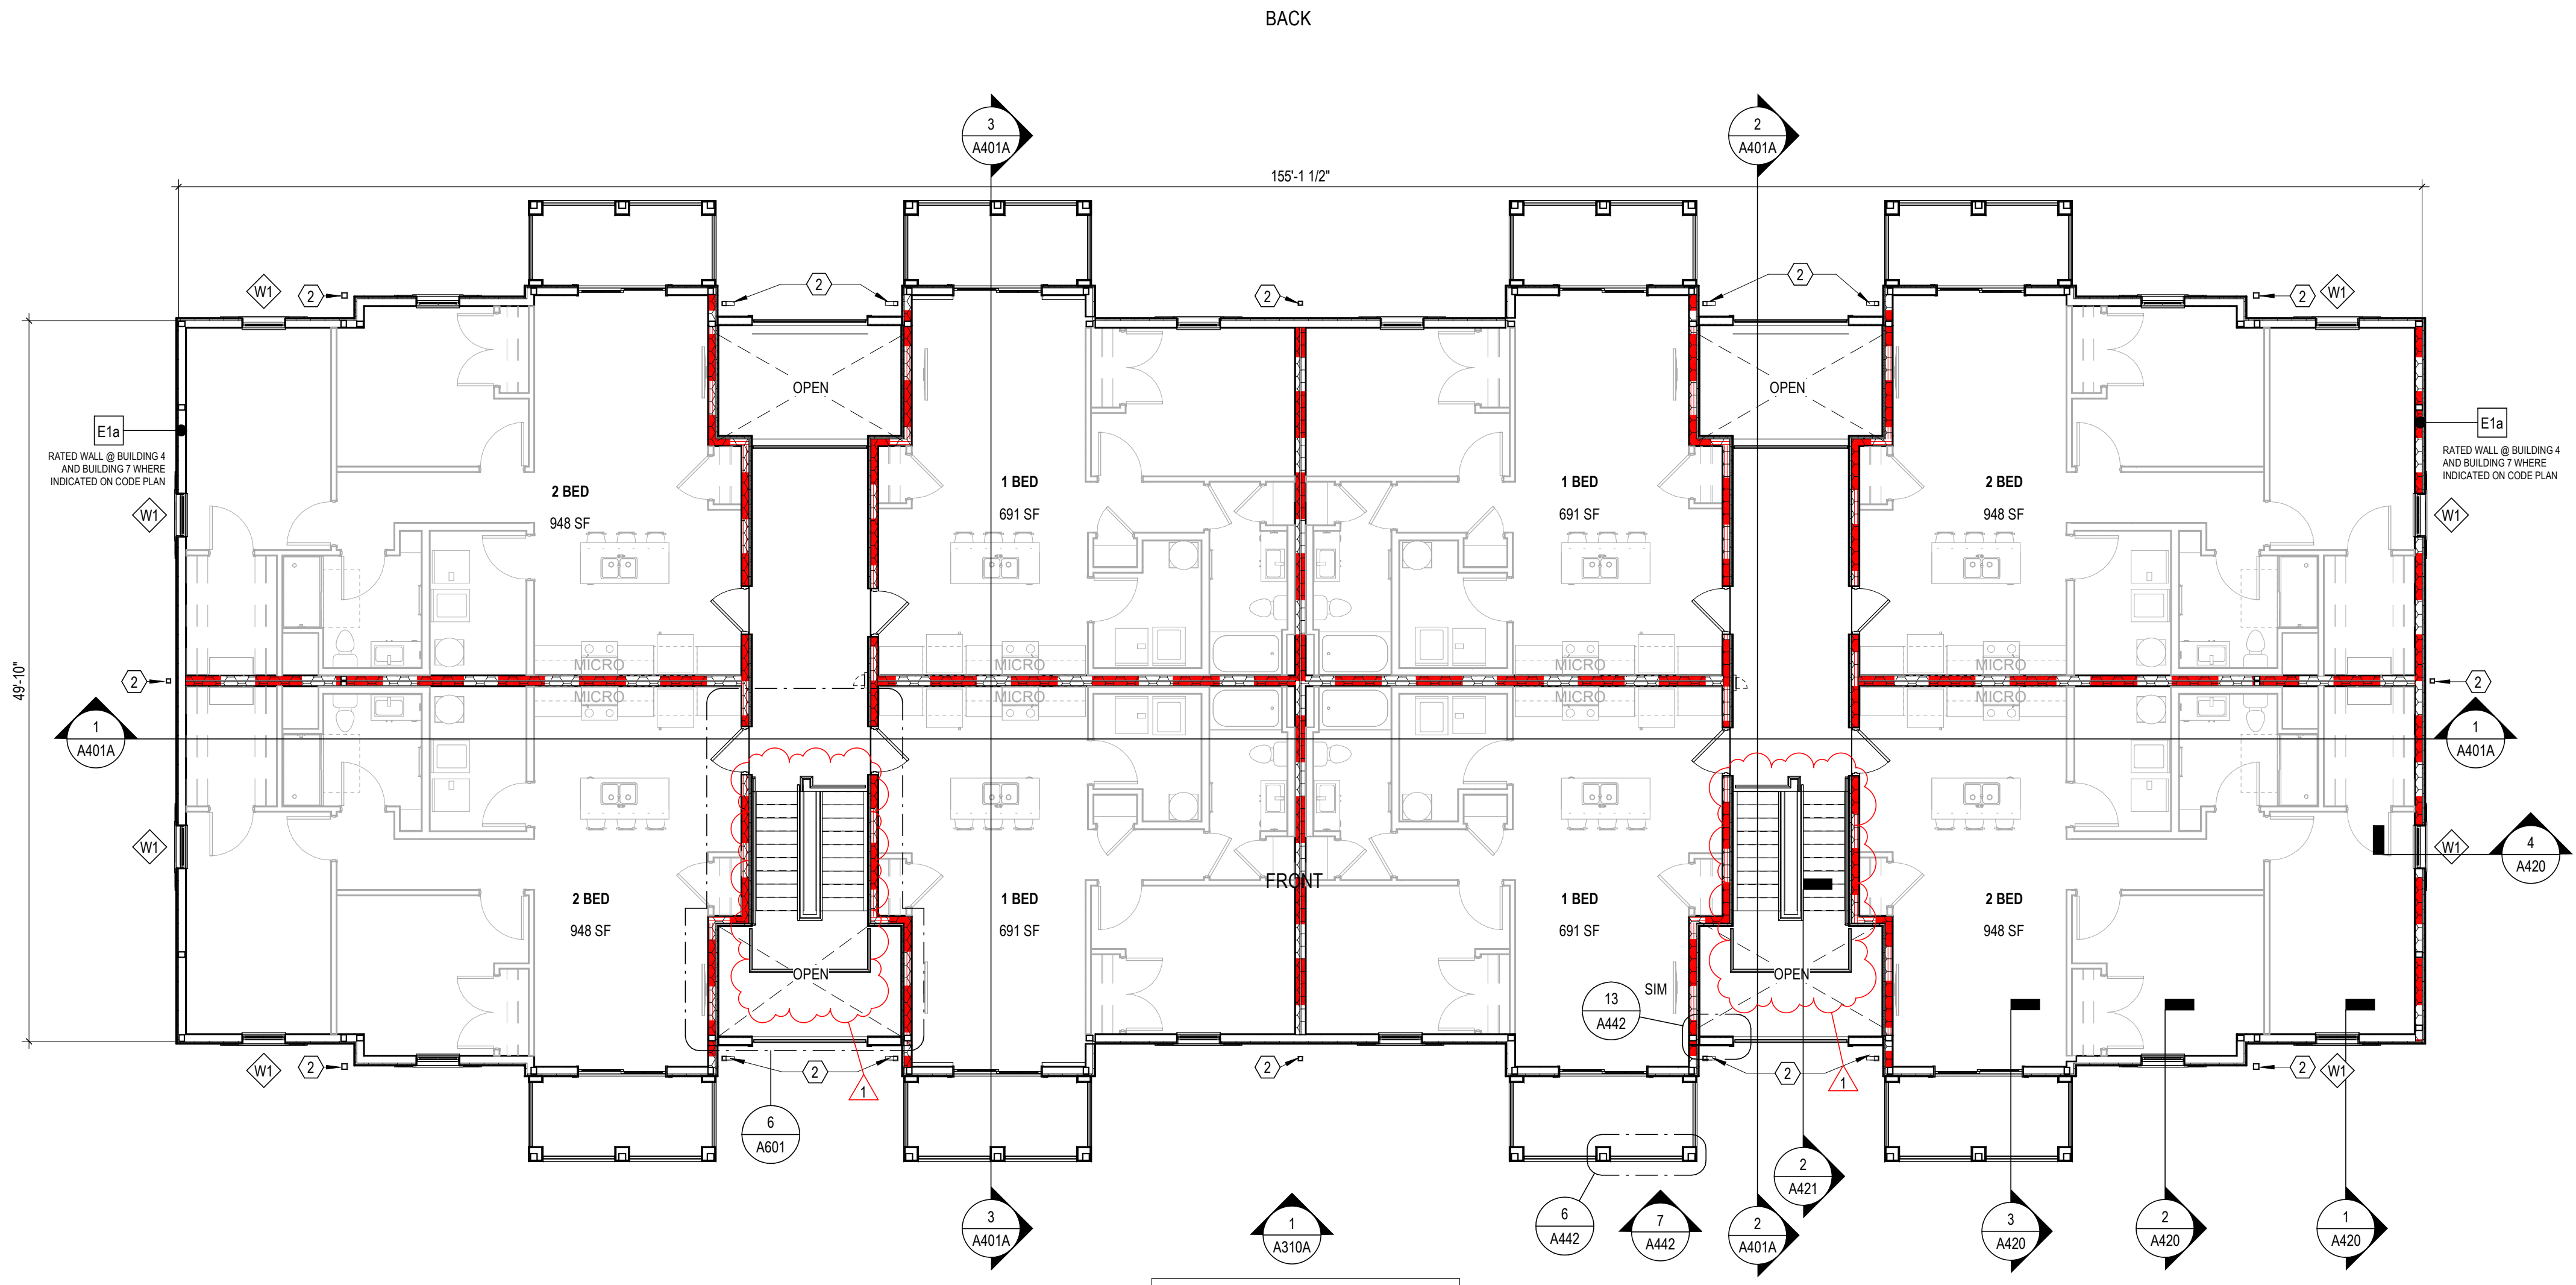 BACK
3
A401A
2
A401A
155'-1 1/2"
W1
2
2
2
2
2
W1
OPEN
OPEN
E1a
RATED WALL @ BUILDING 4
AND BUILDING 7 WHERE
INDICATED ON CODE PLAN
E1a
RATED WALL @ BUILDING 4
AND BUILDING 7 WHERE
INDICATED ON CODE PLAN
2 BED
948 SF
1 BED
691 SF
1 BED
691 SF
2 BED
948 SF
W1
W1
MICRO
MICRO
MICRO
MICRO
49'-10"
2
2
MICRO
MICRO
MICRO
MICRO
1
A401A
1
A401A
W1
W1
4
A420
FRONT
2 BED
948 SF
1 BED
691 SF
1 BED
691 SF
2 BED
948 SF
OPEN
OPEN
SIM
13
A442
W1
2
2
2
2
2
W1
1
1
6
A601
2
A421
3
A401A
1
A310A
6
A442
7
A442
2
A401A
3
A420
2
A420
1
A420